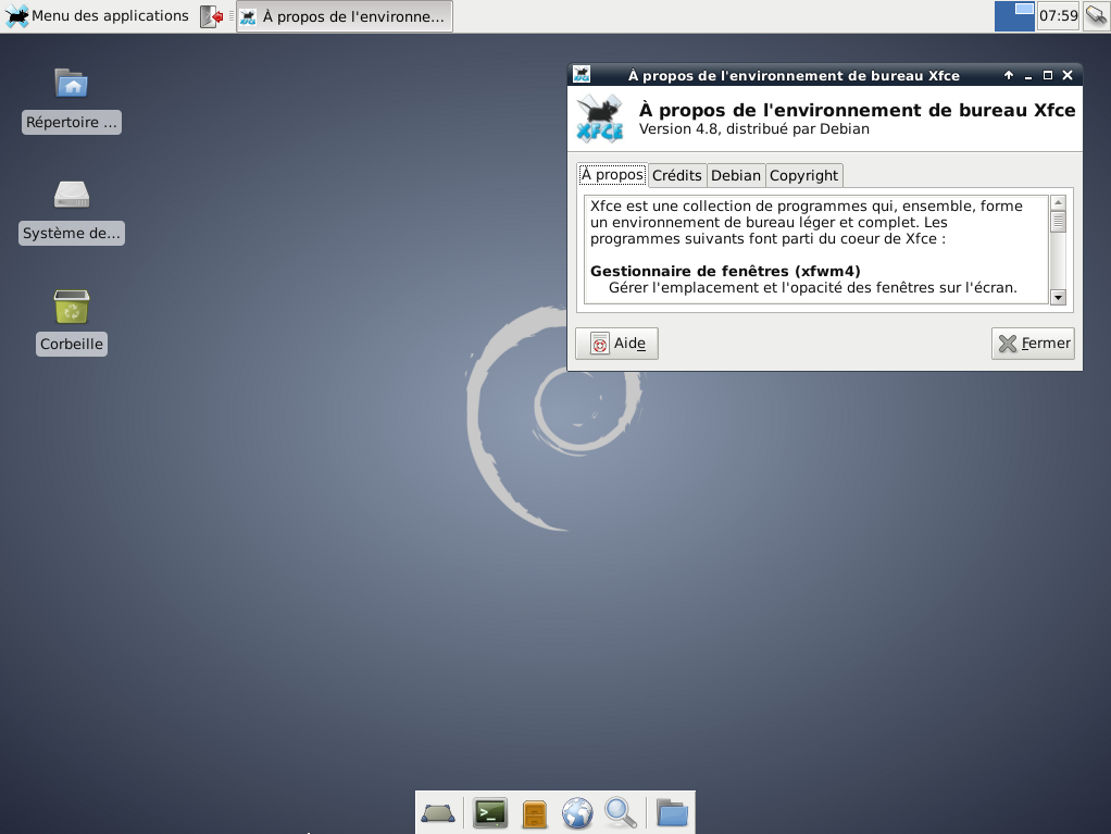 Menu des applications
À propos de l'environne...
07:59
Répertoire ...
Système de...
Corbeille
À propos de l'environnement de bureau Xfce
XFCE
À propos de l'environnement de bureau Xfce
Version 4.8, distribué par Debian
À propos
Crédits
Debian
Copyright
Xfce est une collection de programmes qui, ensemble, forme
un environnement de bureau léger et complet. Les
programmes suivants font parti du coeur de Xfce :
Gestionnaire de fenêtres (xfwm4)
Gérer l'emplacement et l'opacité des fenêtres sur l'écran.
Aide
Fermer